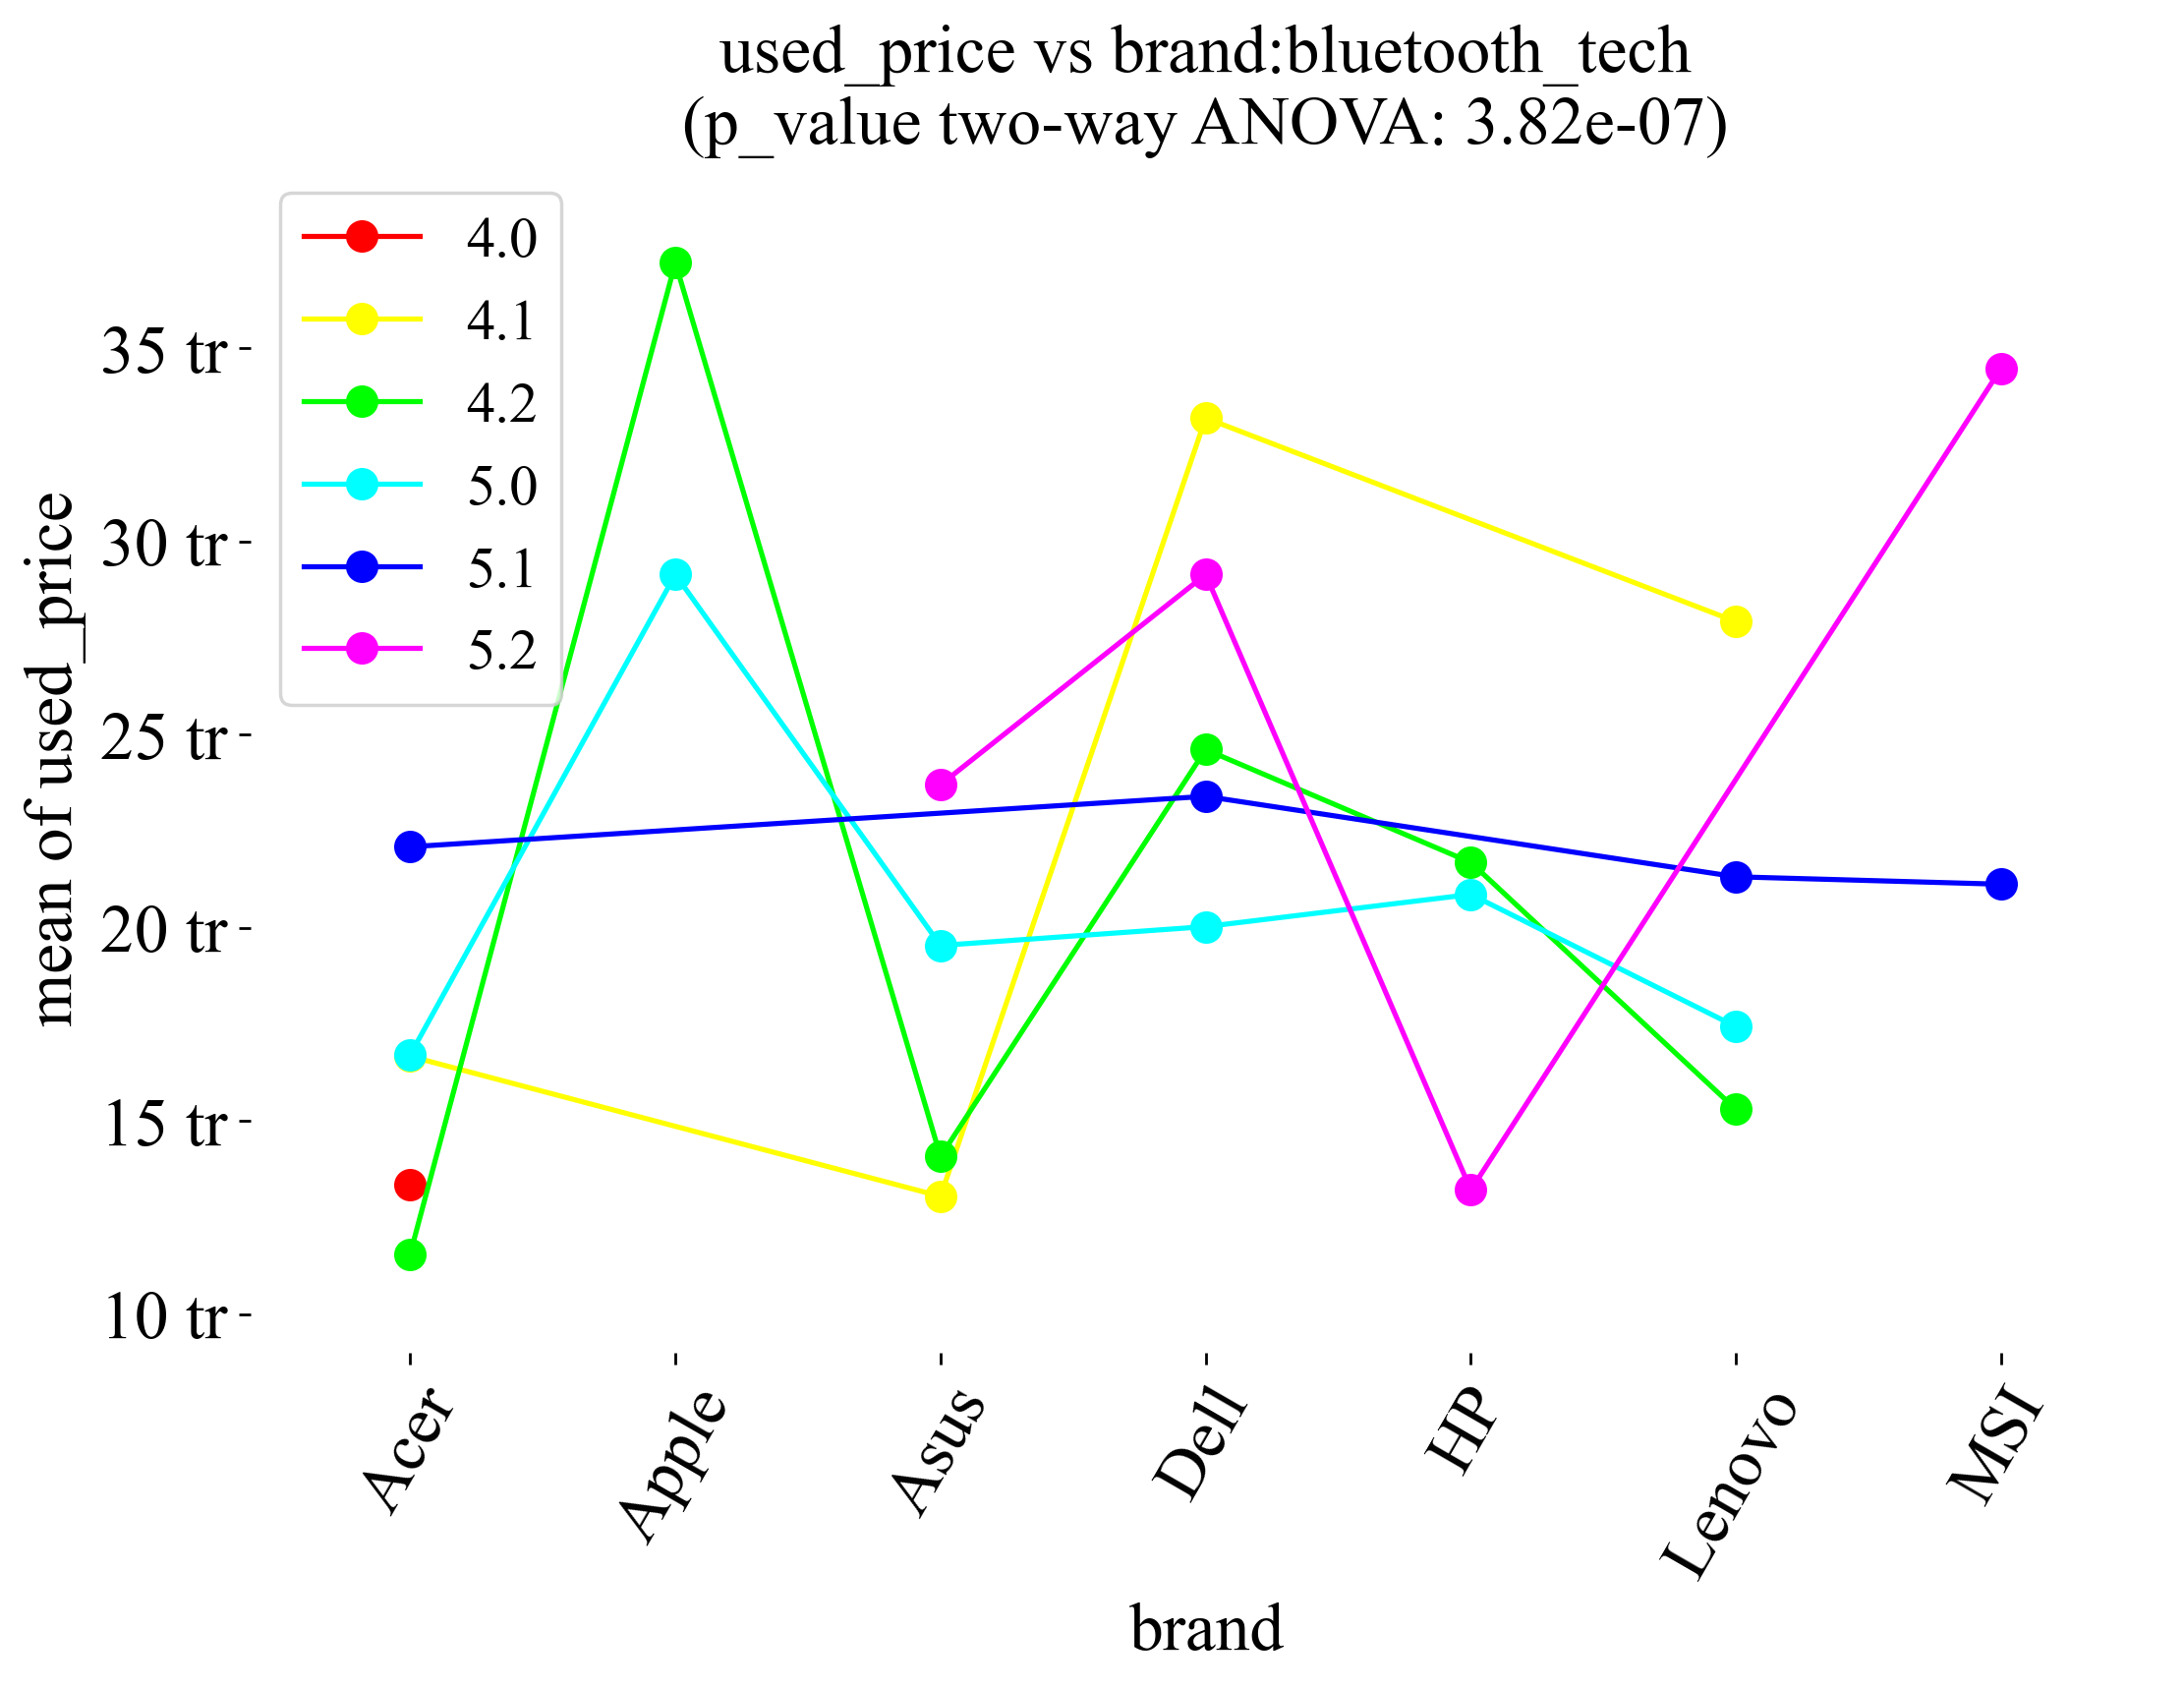 used_price vs brand:bluetooth_tech
(p_value two-way ANOVA: 3.82e-07)
4.0
4.1
4.2
5.0
5.1
5.2
mean of used_price
35 tr
30 tr
25 tr
20 tr
15 tr
10 tr
Acer
Apple
Asus
Dell
HP
Lenovo
MSI
brand